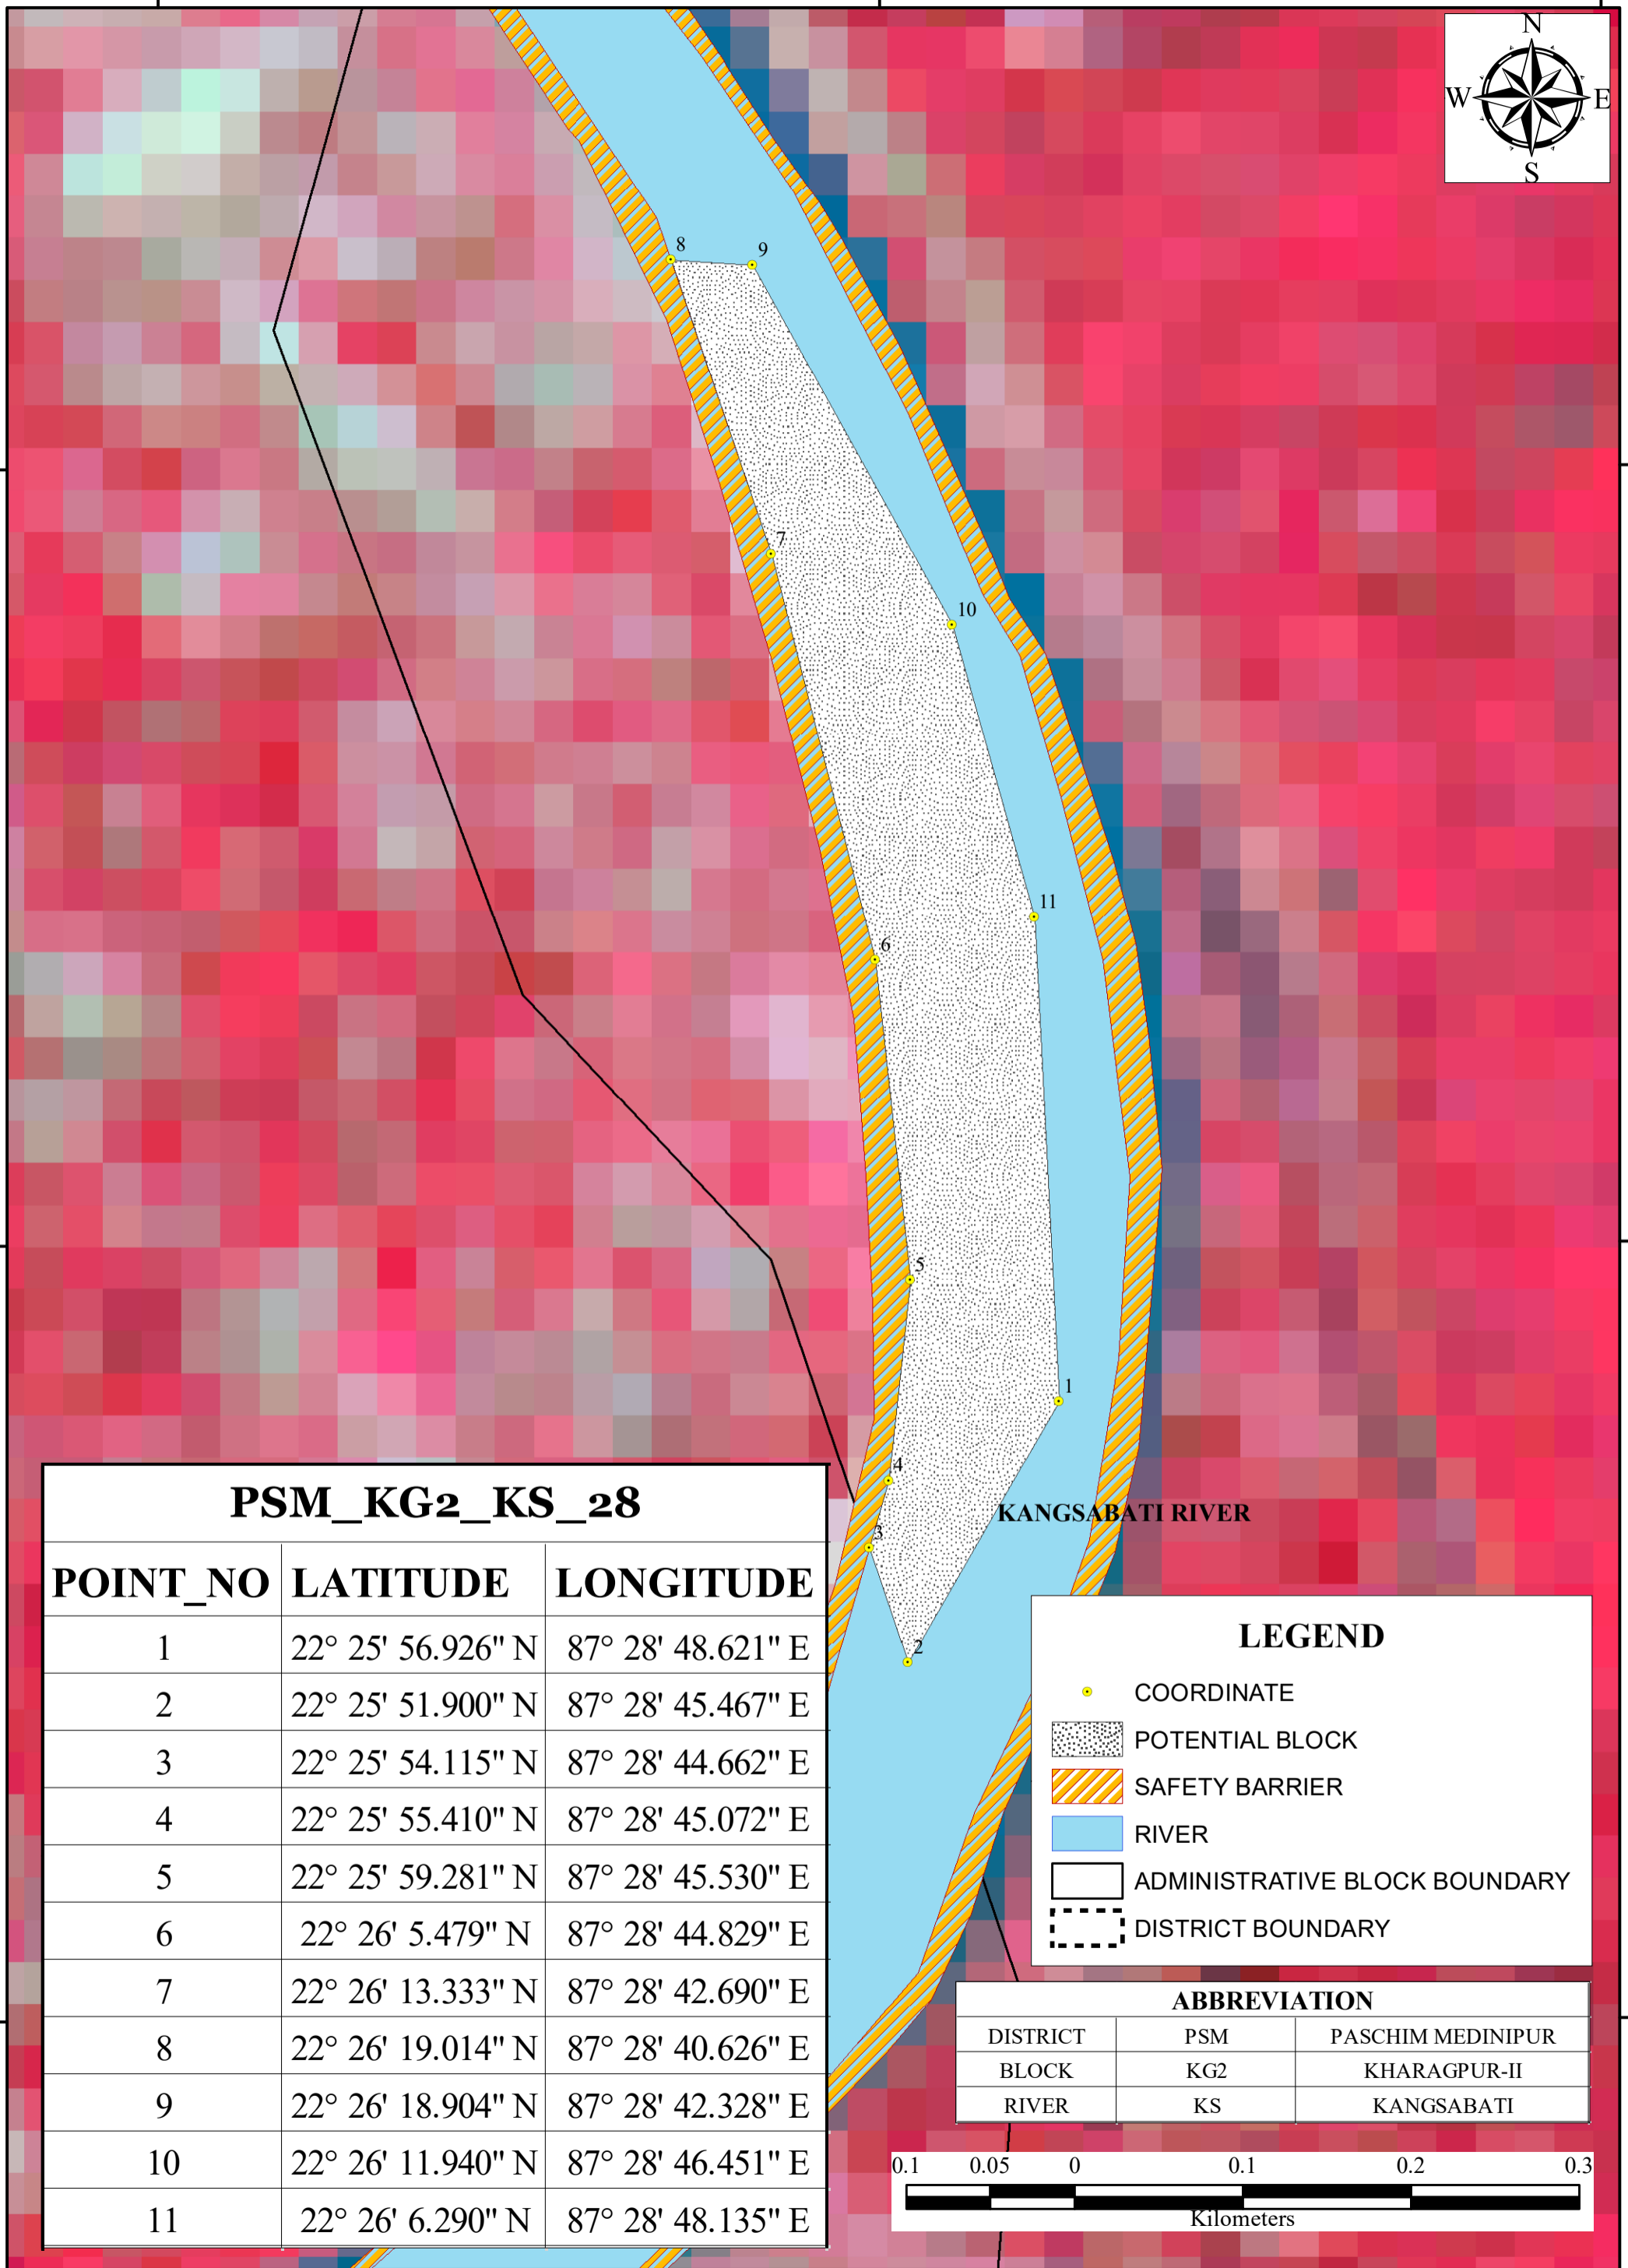 N
W E
S
8
9
7
10
11
6
5
1
4
3
2
KANGSABATI RIVER
PSM_KG2_KS_28
POINT_NO LATITUDE LONGITUDE
1 22° 25' 56.926" N 87° 28' 48.621" E
2 22° 25' 51.900" N 87° 28' 45.467" E
3 22° 25' 54.115" N 87° 28' 44.662" E
4 22° 25' 55.410" N 87° 28' 45.072" E
5 22° 25' 59.281" N 87° 28' 45.530" E
6 22° 26' 5.479" N 87° 28' 44.829" E
7 22° 26' 13.333" N 87° 28' 42.690" E
8 22° 26' 19.014" N 87° 28' 40.626" E
9 22° 26' 18.904" N 87° 28' 42.328" E
10 22° 26' 11.940" N 87° 28' 46.451" E
11 22° 26' 6.290" N 87° 28' 48.135" E
LEGEND
COORDINATE
POTENTIAL BLOCK
SAFETY BARRIER
RIVER
ADMINISTRATIVE BLOCK BOUNDARY
DISTRICT BOUNDARY
ABBREVIATION
DISTRICT PSM PASCHIM MEDINIPUR
BLOCK KG2 KHARAGPUR-II
RIVER KS KANGSABATI
0.1 0.05 0 0.1 0.2 0.3
Kilometers